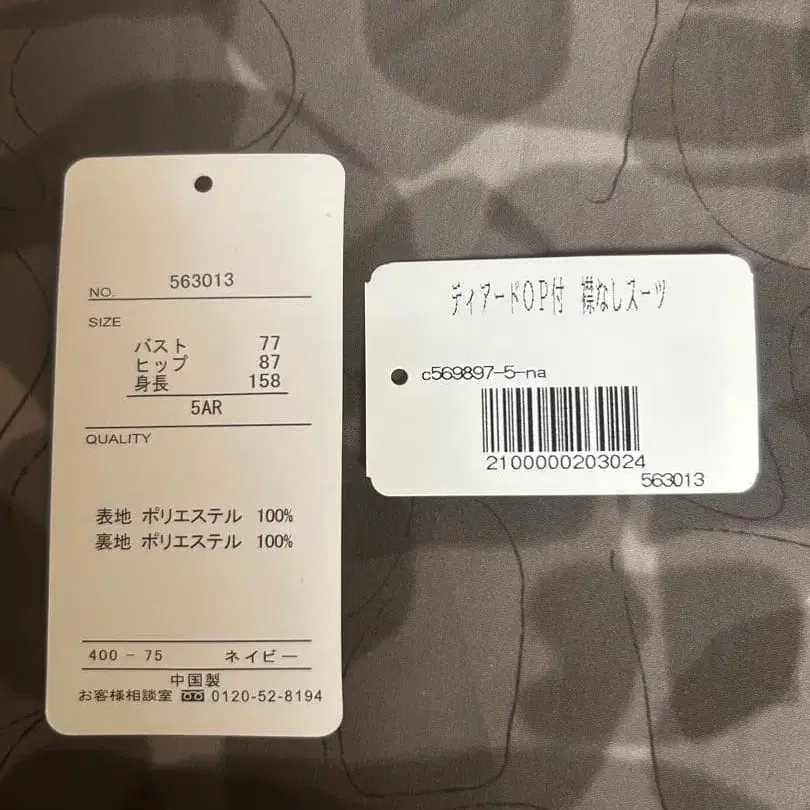 NO. 563013
SIZE
バスト 77
ヒップ 87
身長 158
5AR
QUALITY
表地 ポリエステル 100%
裏地 ポリエステル 100%
400-75 ネイビー
中国製
お客様相談室 0120-52-8194
ティアードOP付 襟なしスーツ
c569897-5-na
2100000203024
563013